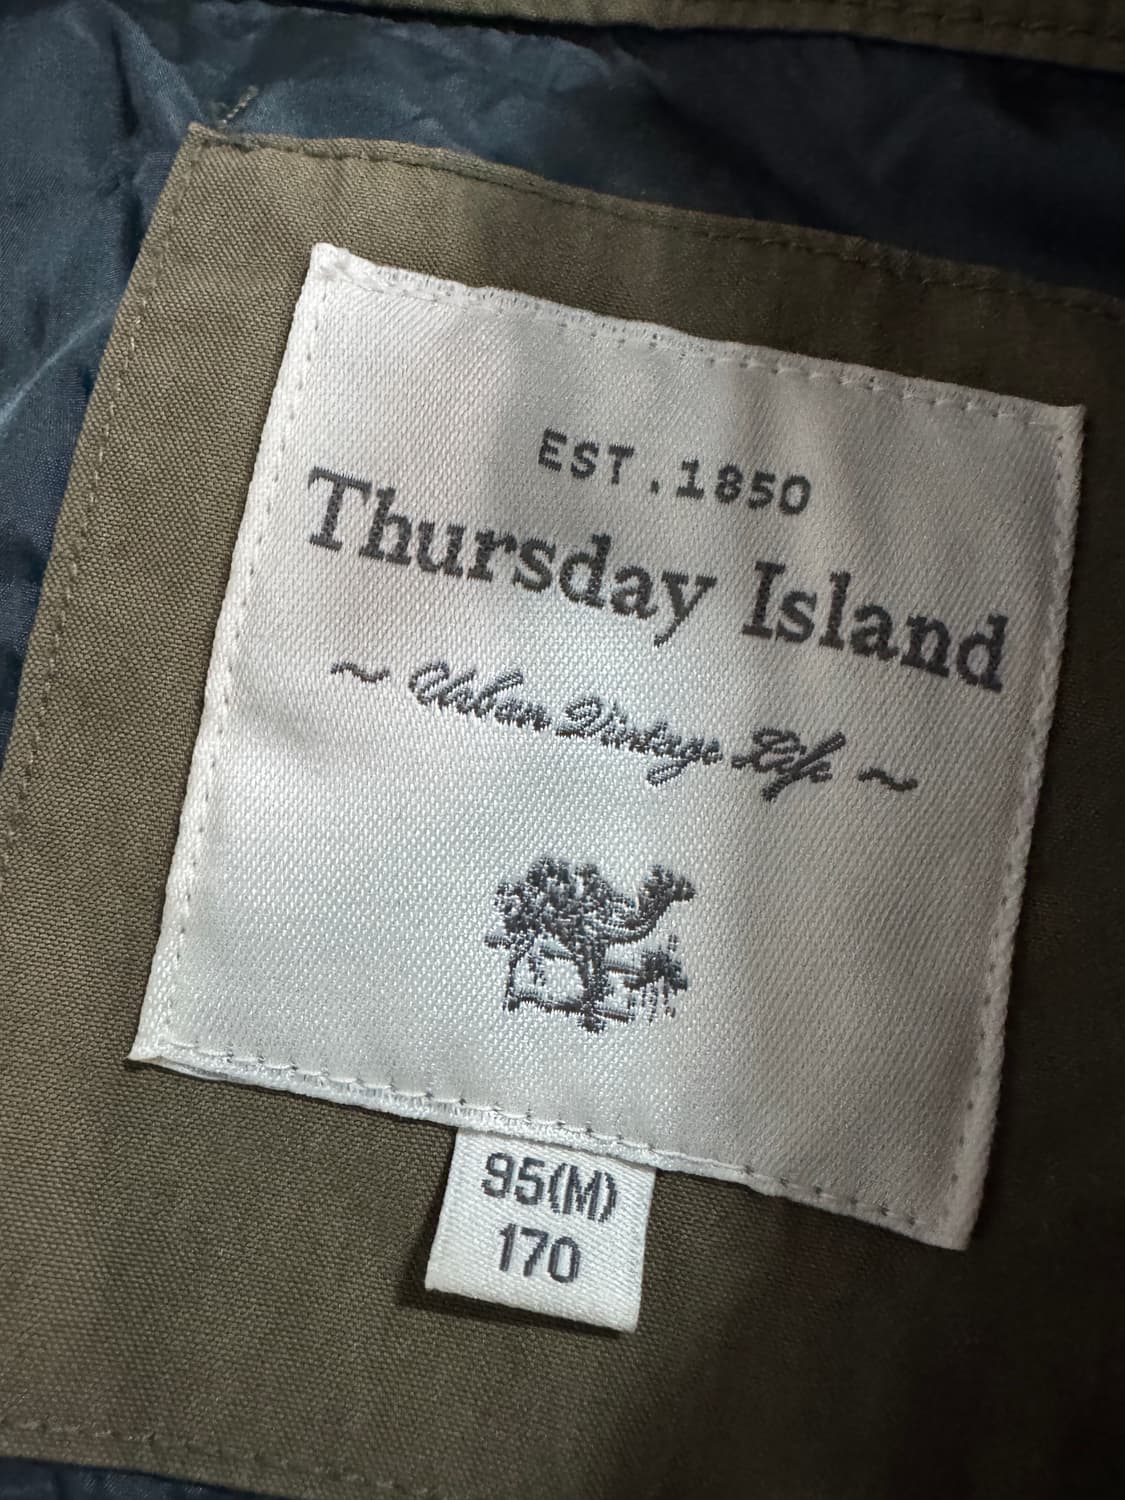 EST.1850
Thursday Island
~ Urban Vintage Life ~
95(M)
170